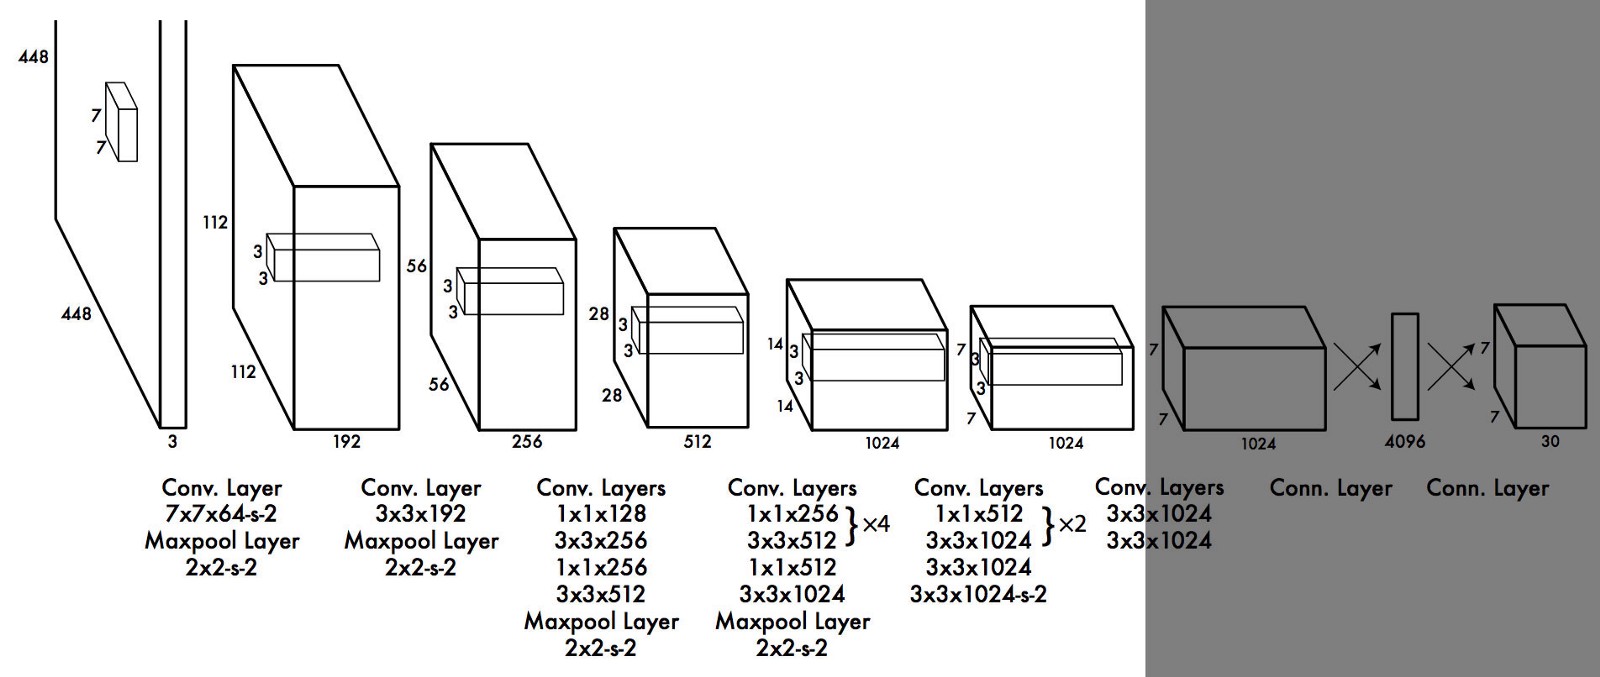 448
7
7
448
3
112
3
3
112
192
56
3
3
56
256
28
3
3
28
512
14
3
3
14
1024
7
3
3
7
1024
7
7
1024
4096
7
7
30
Conv. Layer
7x7x64-s-2
Maxpool Layer
2x2-s-2
Conv. Layer
3x3x192
Maxpool Layer
2x2-s-2
Conv. Layers
1x1x128
3x3x256
1x1x256
3x3x512
Maxpool Layer
2x2-s-2
Conv. Layers
1x1x256
3x3x512 } ×4
1x1x512
3x3x1024
Maxpool Layer
2x2-s-2
Conv. Layers
1x1x512
3x3x1024 } ×2
3x3x1024
3x3x1024-s-2
Conv. Layers
3x3x1024
3x3x1024
Conn. Layer
Conn. Layer